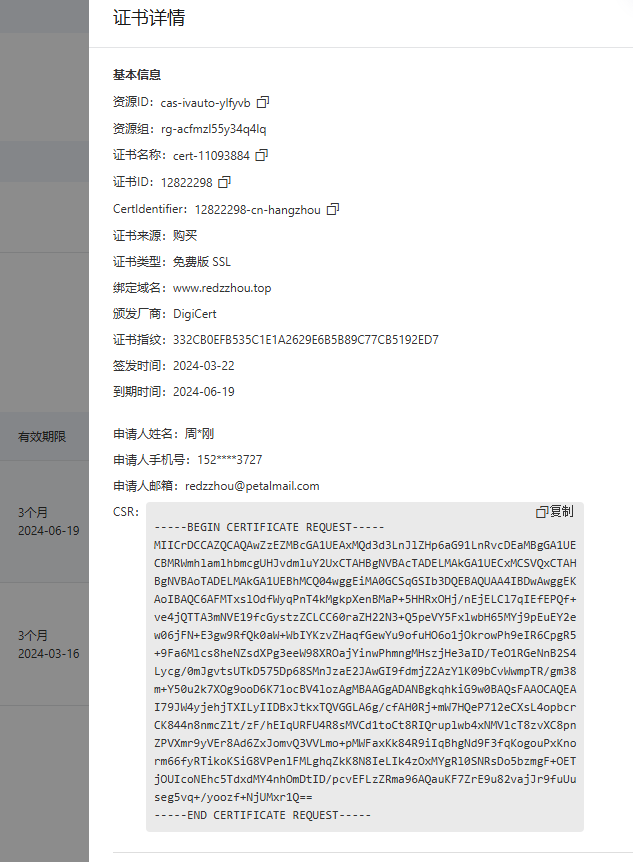 证书详情
基本信息
资源ID： cas-ivauto-ylfyvb
资源组：rg-acfmzl55y34q4lq
证书名称：cert-11093884
证书ID：12822298
CertIdentifier：12822298-cn-hangzhou
证书来源：购买
证书类型：免费版 SSL
绑定域名：www.redzzhou.top
颁发厂商：DigiCert
证书指纹：332CB0EFB535C1E1A2629E6B5B89C77CB5192ED7
签发时间：2024-03-22
到期时间：2024-06-19
申请人姓名：周*刚
申请人手机号：152****3727
申请人邮箱：redzzhou@petalmail.com
CSR：
复制
-----BEGIN CERTIFICATE REQUEST-----
MIICrDCCAZQCAQAwZzEZMBcGA1UEAxMQd3d3LnJlZHp6aG91LnRvcDEaMBgGA1UE
CBMRWmhlamlhbmcgUHJvdmluY2UxCTAHBgNVBAcTADELMAkGA1UECxMCSVQxCTAH
BgNVBAoTADELMAkGA1UEBhMCQ04wggEiMA0GCSqGSIb3DQEBAQUAA4IBDwAwggEK
AoIBAQC6AFMTxslOdfWyqPnT4kMgkpXenBMaP+5HHRxOHj/nEjELCl7qIEfEPQf+
ve4jQTTA3mNVE19fcGystzZCLCC60raZH22N3+Q5peVY5FxlwbH65MYj9pEuEY2e
w06jFN+E3gw9RfQk0aW+WbIYKzvZHaqfGewYu9ofuHO6o1jOkrowPh9eIR6CpgR5
+9Fa6Mlcs8heNZsdXPg3eeW98XROajYinwPhmngMHszjHe3aID/TeO1RGeNnB2S4
Lycg/0mJgvtsUTkD575Dp68SMnJzaE2JAwGI9fdmjZ2AzYlK09bCvWwmpTR/gm38
m+Y50u2k7XOg9ooD6K71ocBV4lozAgMBAAGgADANBgkqhkiG9w0BAQsFAAOCAQEA
I79JW4yjehjTXILyIIDBxJtkxTQVGGLA6g/cfAH0Rj+mW7HQeP712eCXsL4opbcr
CK844n8nmcZlt/zF/hEIqURFU4R8sMVCd1toCt8RIQruplwb4xNMVlcT8zvXC8pn
ZPVXmr9yVEr8Ad6ZxJomvQ3VVLmo+pMWFaxKk84R9iIqBhgNd9F3fqKogouPxKno
rm66fyRTikoKSiG8VPenlFMLghqZkK8N8IeLIk4zOxMYgRl0SNRsDo5bzmgF+OET
jOUIcoNEhc5TdxdMY4nhOmDtID/pcvEFLzZRma96AQauKF7ZrE9u82vajJr9fuUu
seg5vq+/yoozf+NjUMxr1Q==
-----END CERTIFICATE REQUEST-----
有效期限
3个月
2024-06-19
3个月
2024-03-16